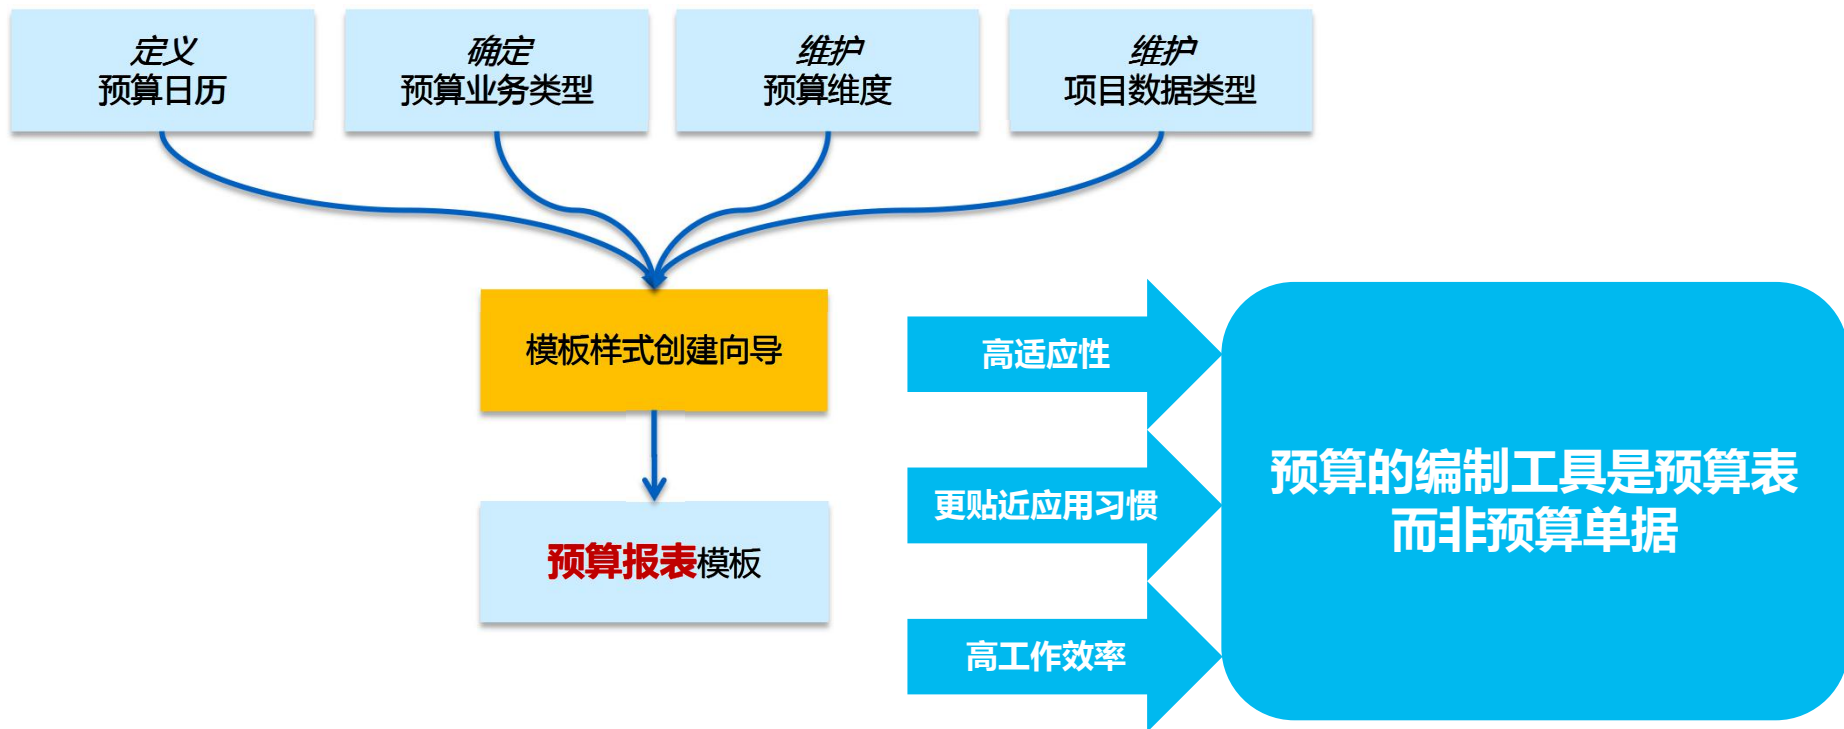 定义
预算日历
确定
预算业务类型
维护
预算维度
维护
项目数据类型
模板样式创建向导
预算报表模板
高适应性
更贴近应用习惯
高工作效率
预算的编制工具是预算表
而非预算单据